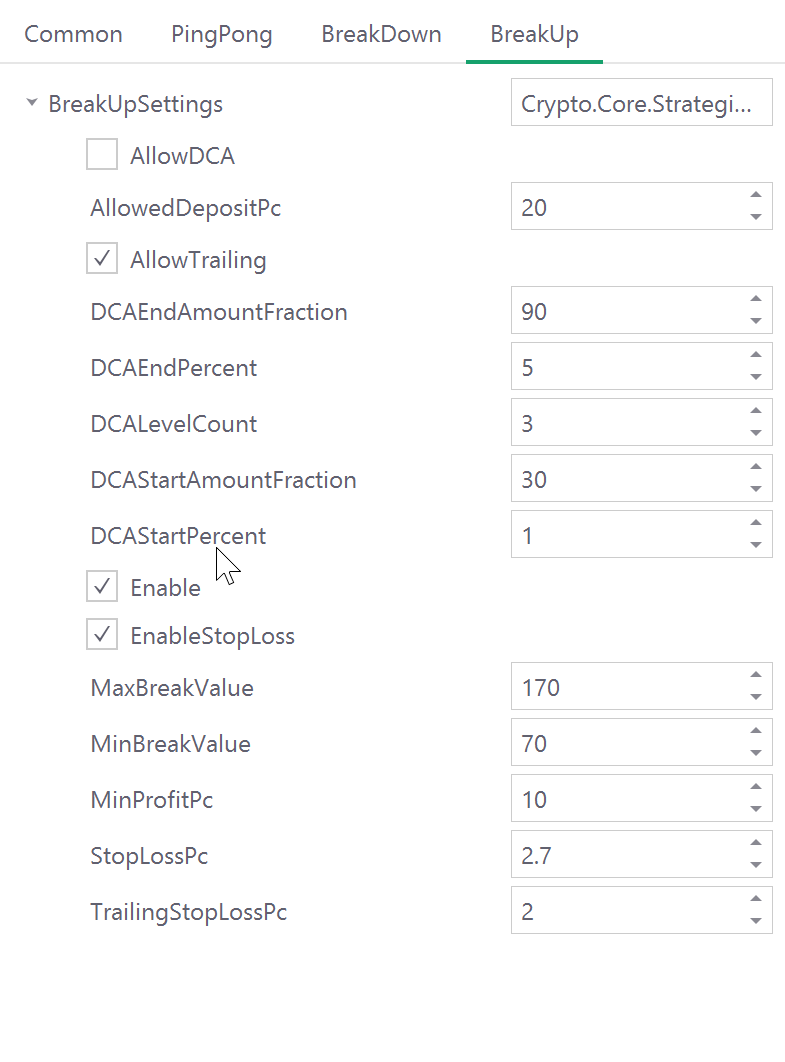 Common PingPong BreakDown BreakUp
BreakUpSettings Crypto.Core.Strategi...
AllowDCA
AllowedDepositPc 20
AllowTrailing
DCAEndAmountFraction 90
DCAEndPercent 5
DCALevelCount 3
DCAStartAmountFraction 30
DCAStartPercent 1
Enable
EnableStopLoss
MaxBreakValue 170
MinBreakValue 70
MinProfitPc 10
StopLossPc 2.7
TrailingStopLossPc 2